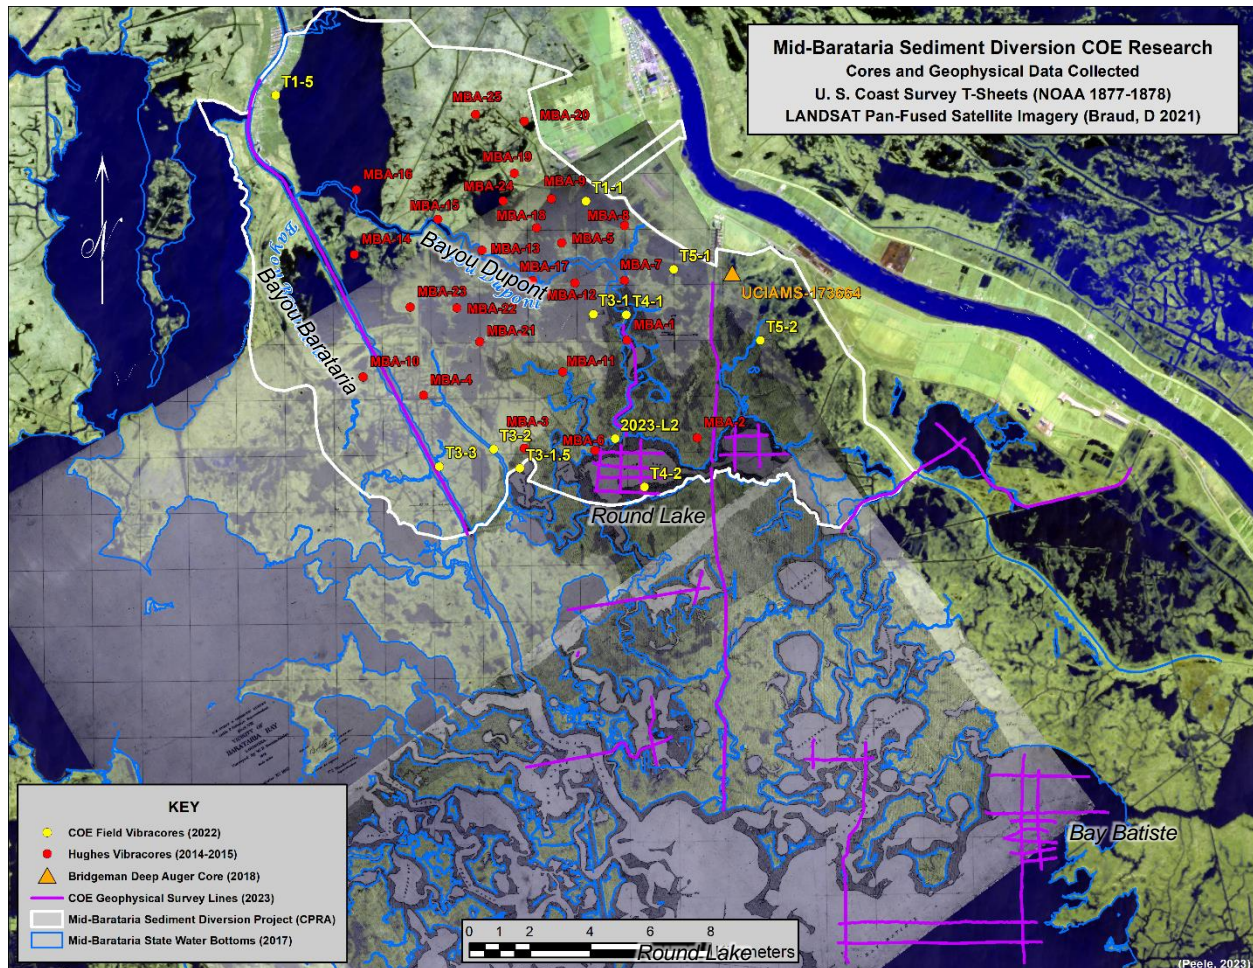 Mid-Barataria Sediment Diversion COE Research
Cores and Geophysical Data Collected
U. S. Coast Survey T-Sheets (NOAA 1877-1878)
LANDSAT Pan-Fused Satellite Imagery (Braud, D 2021)
T1-5
MBA-25
MBA-20
MBA-19
MBA-16
MBA-24
MBA-9
T1-1
MBA-15
MBA-18
MBA-8
MBA-14
MBA-13
MBA-5
Bayou Dupont
T5-1
MBA-17
MBA-7
MBA-12
UCIAMS-173654
Bayou Barataria
MBA-23
MBA-22
T3-1
T4-1
MBA-1
MBA-21
T5-2
MBA-10
MBA-4
MBA-11
MBA-3
2023-L2
MBA-2
T3-2
MBA-6
T3-3
T3-1.5
T4-2
Round Lake
BARATARIA BAY
Bay Batiste
KEY
COE Field Vibracores (2022)
Hughes Vibracores (2014-2015)
Bridgeman Deep Auger Core (2018)
COE Geophysical Survey Lines (2023)
Mid-Barataria Sediment Diversion Project (CPRA)
Mid-Barataria State Water Bottoms (2017)
0 2 4 6 8
Round Lake
(Peele, 2023)